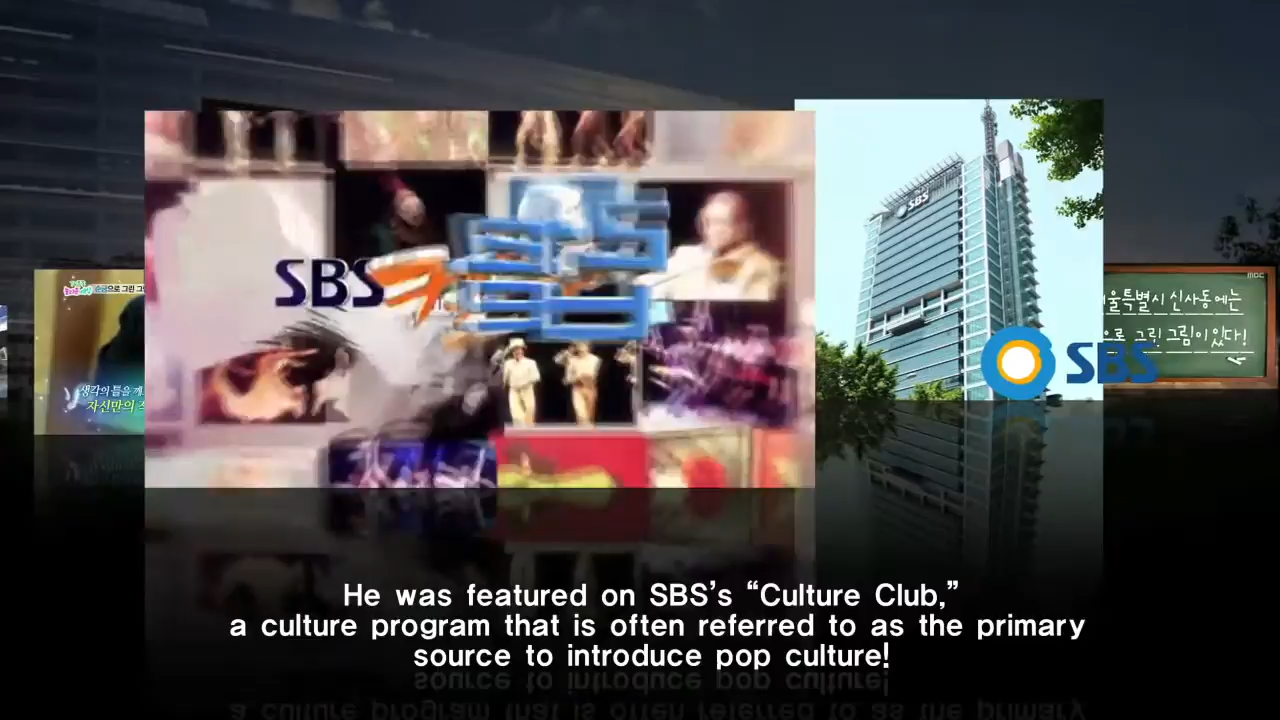 SBS
SBS
SBS
MBC
생각의 틀을 깨
자신만의
울특별시 신사동에는
으로 그린 그림이 있다!
He was featured on SBS's “Culture Club,”
a culture program that is often referred to as the primary
source to introduce pop culture!